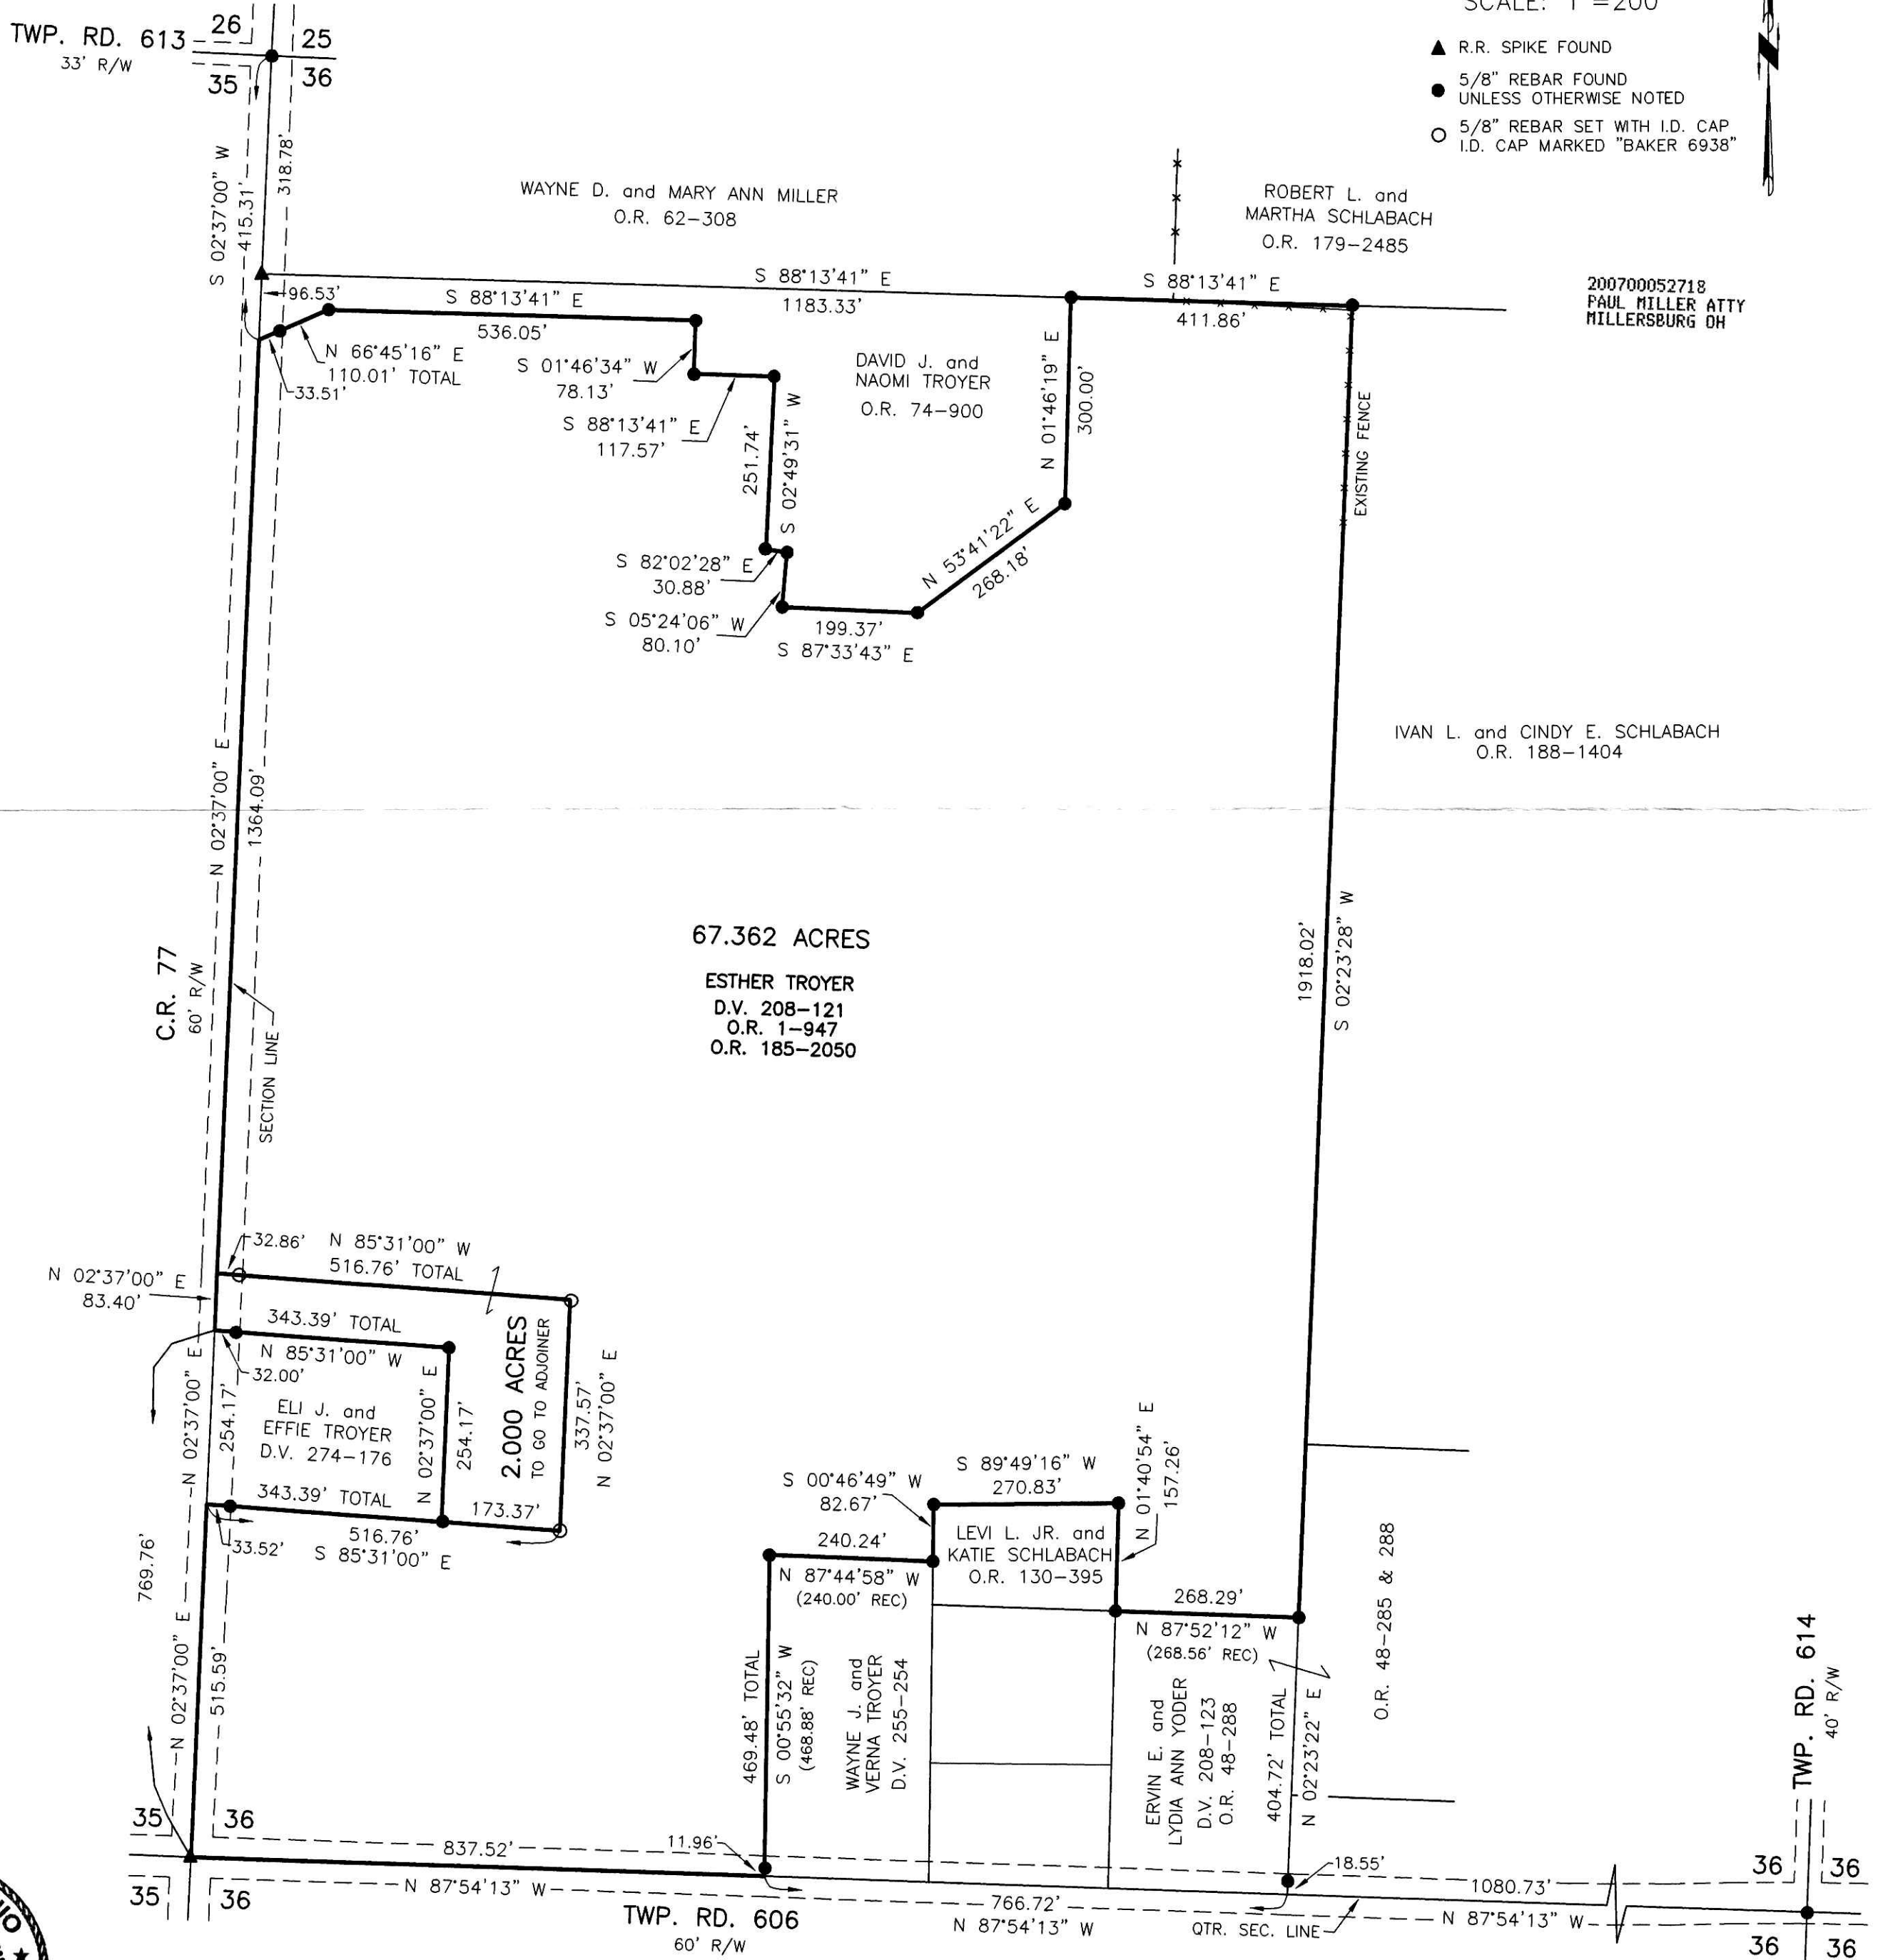 SCALE: 1"=200'
R.R. SPIKE FOUND
5/8" REBAR FOUND
UNLESS OTHERWISE NOTED
5/8" REBAR SET WITH I.D. CAP
I.D. CAP MARKED "BAKER 6938"
TWP. RD. 613
33' R/W
26
25
35
36
S 02°37'00" W
415.31'
318.78'
WAYNE D. and MARY ANN MILLER
O.R. 62-308
ROBERT L. and
MARTHA SCHLABACH
O.R. 179-2485
200700052718
PAUL MILLER ATTY
MILLERSBURG OH
S 88°13'41" E
1183.33'
S 88°13'41" E
411.86'
96.53'
S 88°13'41" E
536.05'
N 66°45'16" E
110.01' TOTAL
33.51'
S 01°46'34" W
78.13'
S 88°13'41" E
117.57'
251.74'
S 02°49'31" W
DAVID J. and
NAOMI TROYER
O.R. 74-900
N 01°46'19" E
300.00'
EXISTING FENCE
N 53°41'22" E
268.18'
S 82°02'28" E
30.88'
S 05°24'06" W
80.10'
199.37'
S 87°33'43" E
N 02°37'00" E
1364.09'
IVAN L. and CINDY E. SCHLABACH
O.R. 188-1404
67.362 ACRES
ESTHER TROYER
D.V. 208-121
O.R. 1-947
O.R. 185-2050
1918.02'
S 02°23'28" W
C.R. 77
60' R/W
SECTION LINE
32.86'
N 85°31'00" W
516.76' TOTAL
N 02°37'00" E
83.40'
343.39' TOTAL
N 85°31'00" W
32.00'
N 02°37'00" E
254.17'
ELI J. and
EFFIE TROYER
D.V. 274-176
N 02°37'00" E
254.17'
2.000 ACRES
TO GO TO ADJOINER
337.57'
N 02°37'00" E
343.39' TOTAL
173.37'
516.76'
S 85°31'00" E
33.52'
769.76'
N 02°37'00" E
515.59'
S 00°46'49" W
82.67'
S 89°49'16" W
270.83'
N 01°40'54" E
157.26'
LEVI L. JR. and
KATIE SCHLABACH
O.R. 130-395
240.24'
N 87°44'58" W
(240.00' REC)
268.29'
N 87°52'12" W
(268.56' REC)
469.48' TOTAL
S 00°55'32" W
(468.88' REC)
WAYNE J. and
VERNA TROYER
D.V. 255-254
ERVIN E. and
LYDIA ANN YODER
D.V. 208-123
O.R. 48-288
404.72' TOTAL
N 02°23'22" E
O.R. 48-285 & 288
TWP. RD. 614
40' R/W
35
36
837.52'
11.96'
18.55'
1080.73'
36
36
35
36
N 87°54'13" W
TWP. RD. 606
60' R/W
766.72'
N 87°54'13" W
QTR. SEC. LINE
N 87°54'13" W
36
36